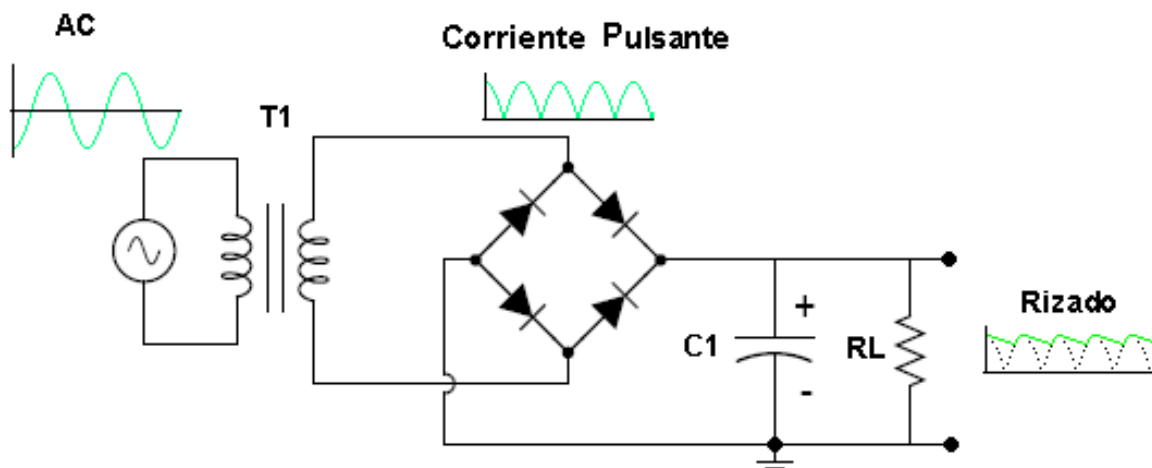 AC
Corriente Pulsante
T1
C1
+
-
RL
Rizado